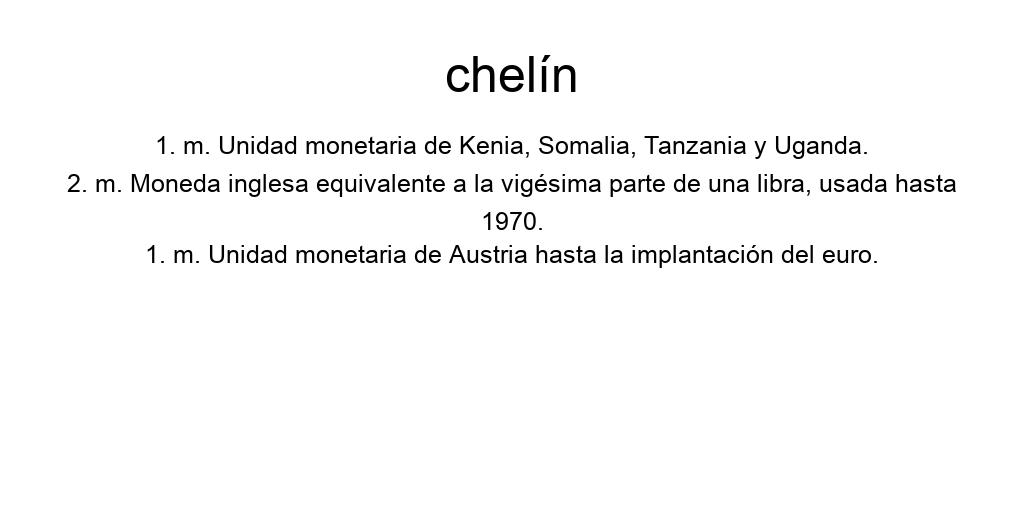 chelín
1. m. Unidad monetaria de Kenia, Somalia, Tanzania y Uganda.
2. m. Moneda inglesa equivalente a la vigésima parte de una libra, usada hasta
1970.
1. m. Unidad monetaria de Austria hasta la implantación del euro.